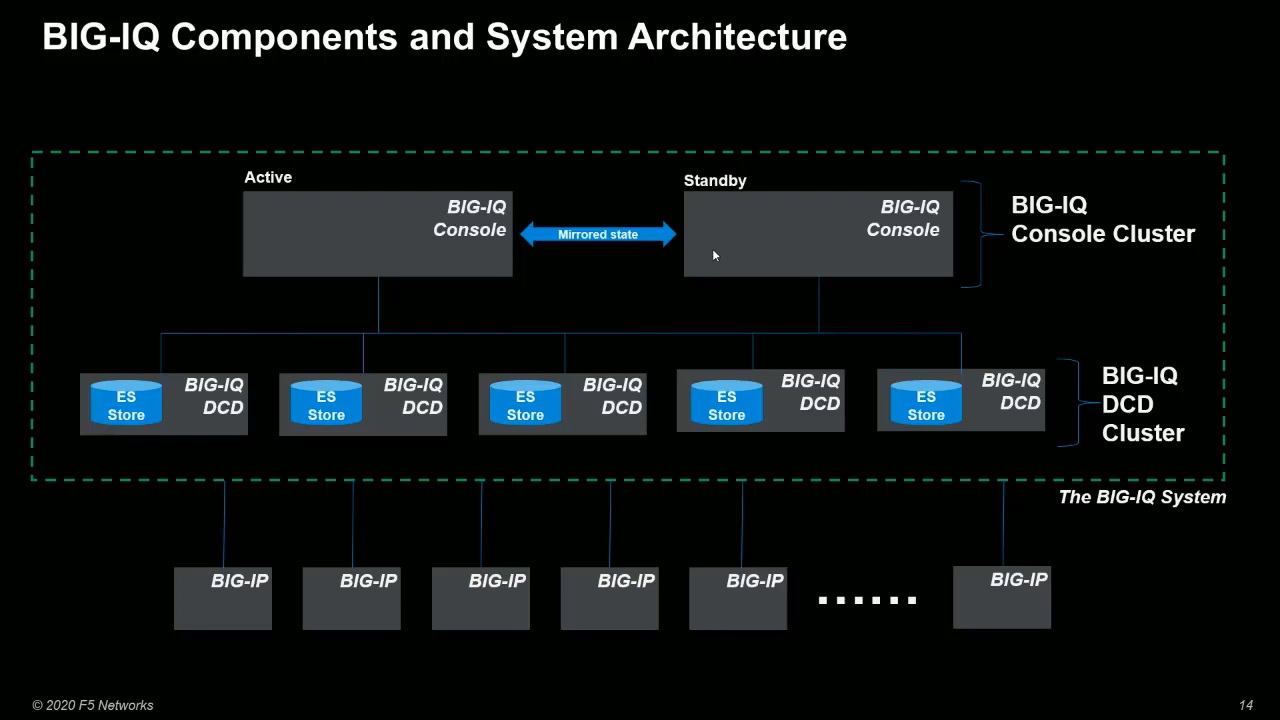 BIG-IQ Components and System Architecture
Active
Standby
BIG-IQ
Console
Mirrored state
BIG-IQ
Console
BIG-IQ
Console Cluster
ES
Store
BIG-IQ
DCD
ES
Store
BIG-IQ
DCD
ES
Store
BIG-IQ
DCD
ES
Store
BIG-IQ
DCD
ES
Store
BIG-IQ
DCD
BIG-IQ
DCD
Cluster
The BIG-IQ System
BIG-IP
BIG-IP
BIG-IP
BIG-IP
BIG-IP
......
BIG-IP
© 2020 F5 Networks
14